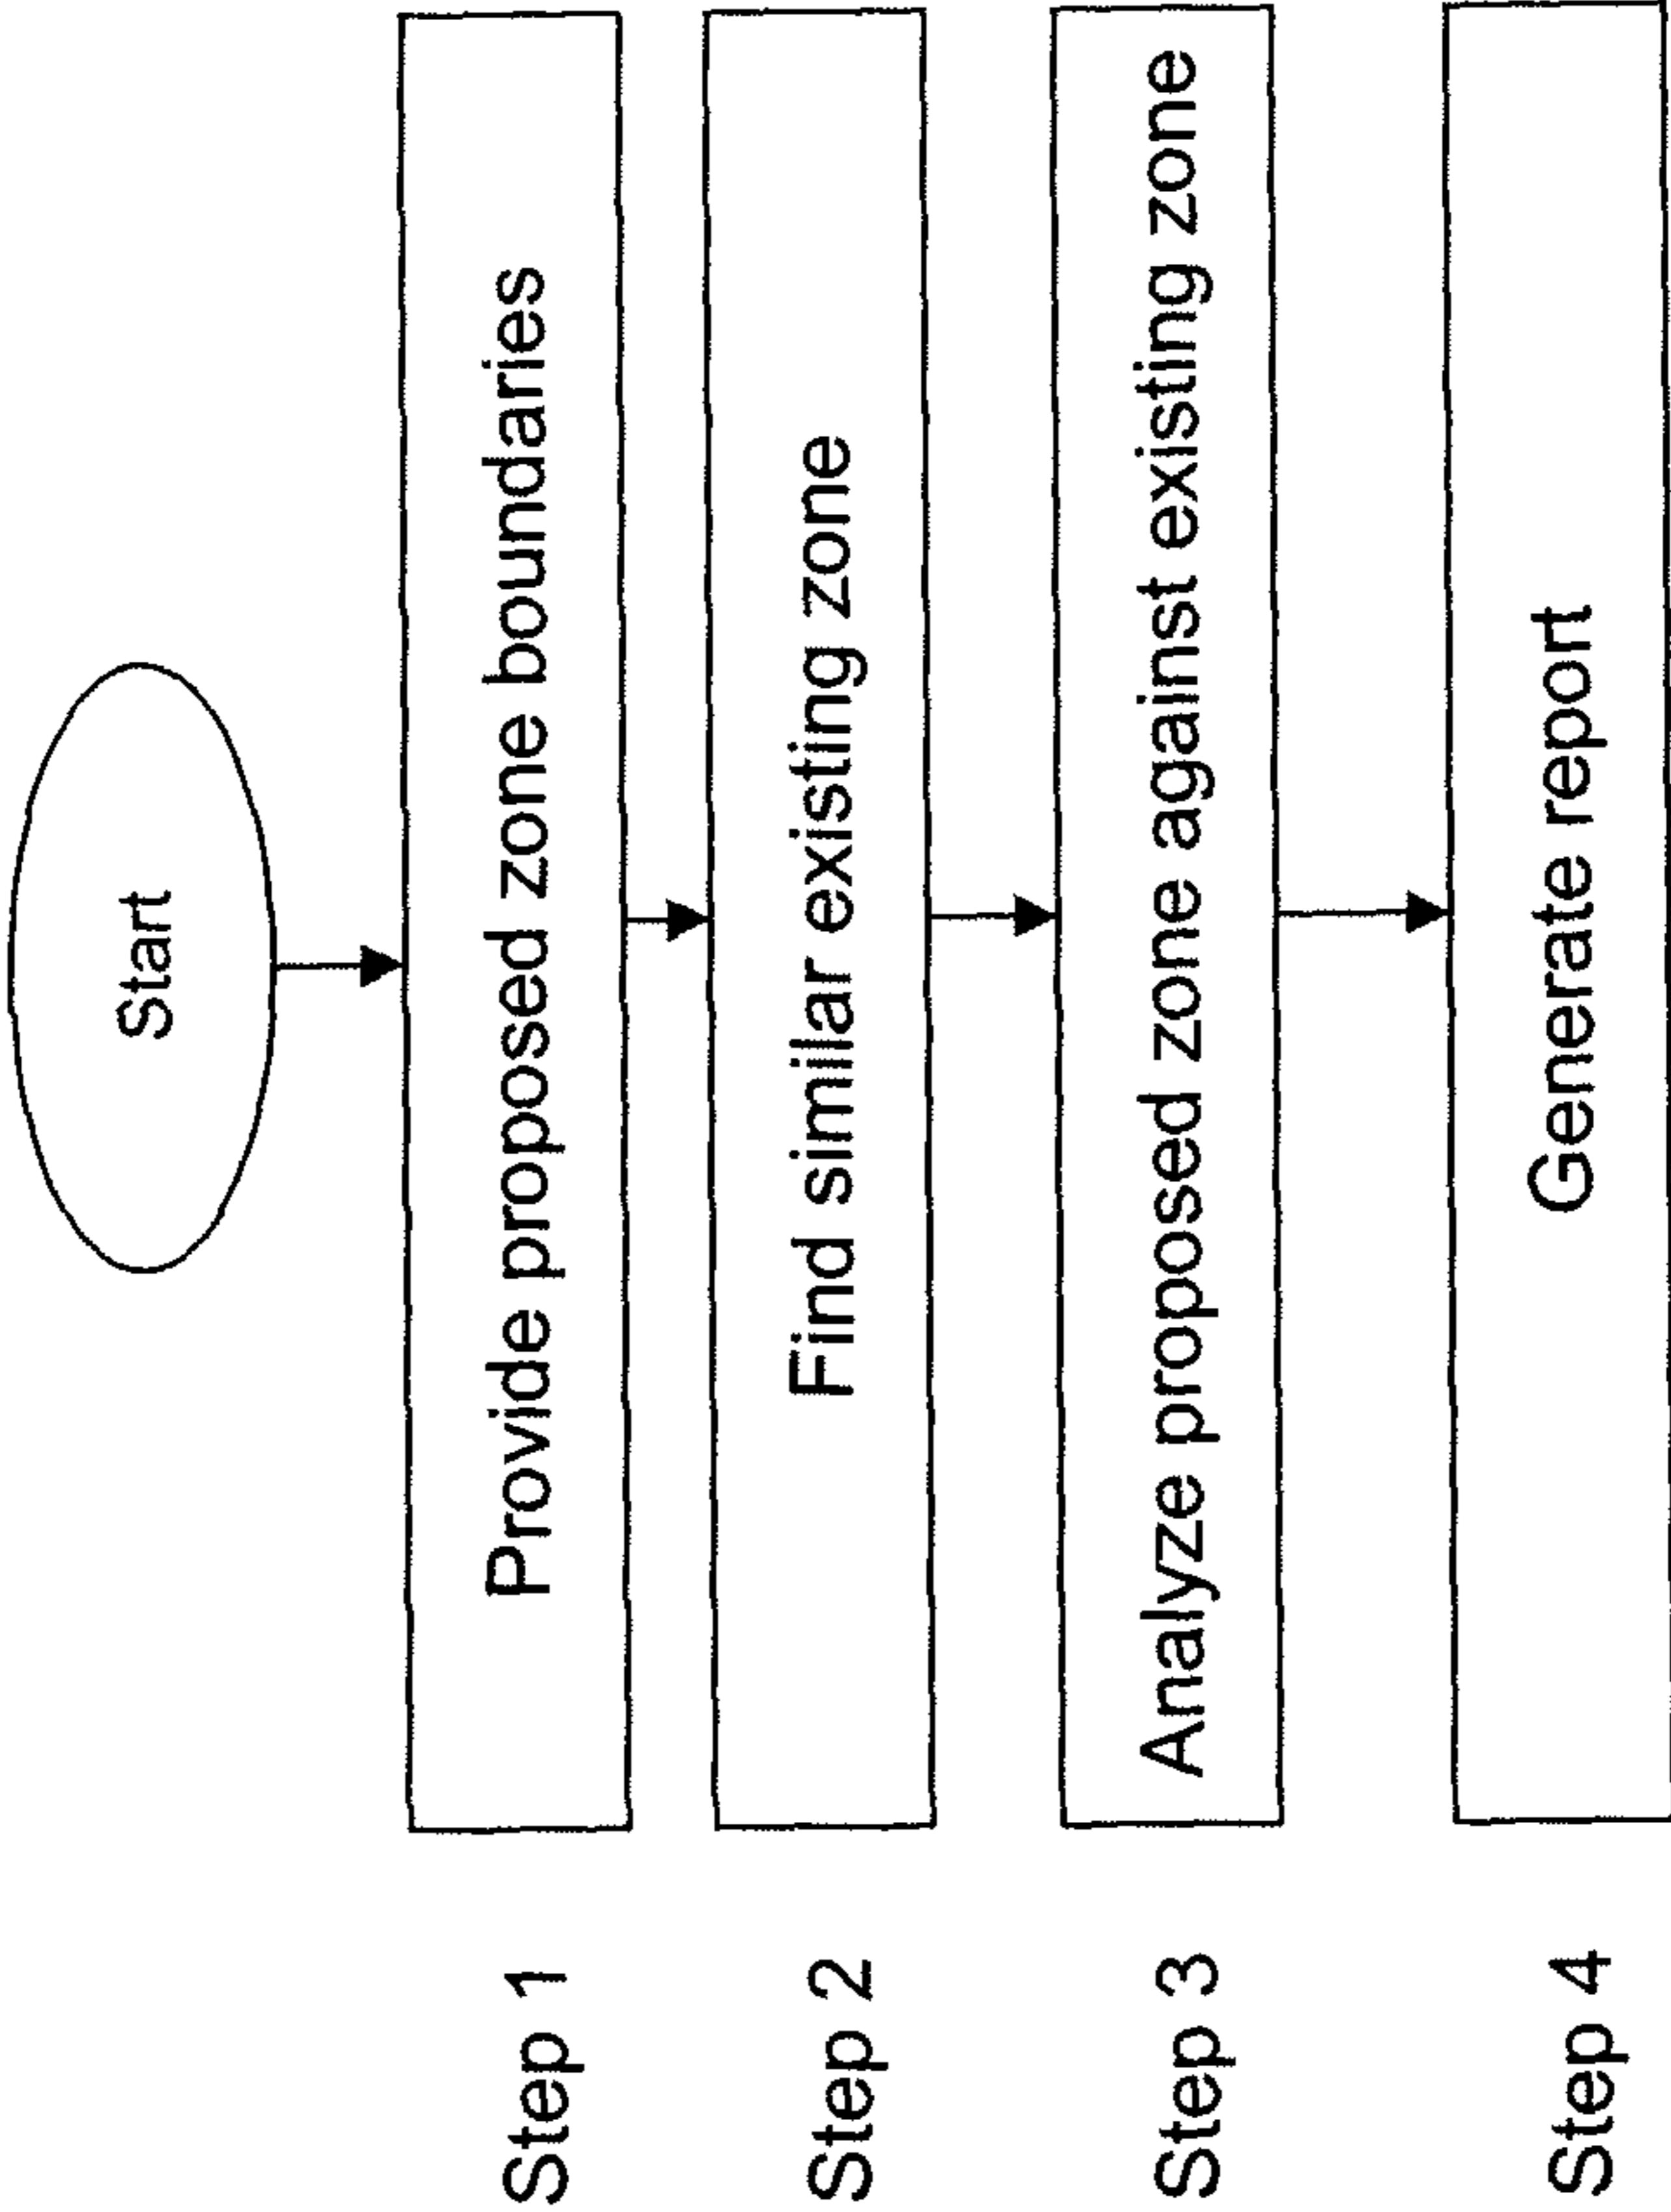 Start
Step 1
Provide proposed zone boundaries
Step 2
Find similar existing zone
Step 3
Analyze proposed zone against existing zone
Step 4
Generate report